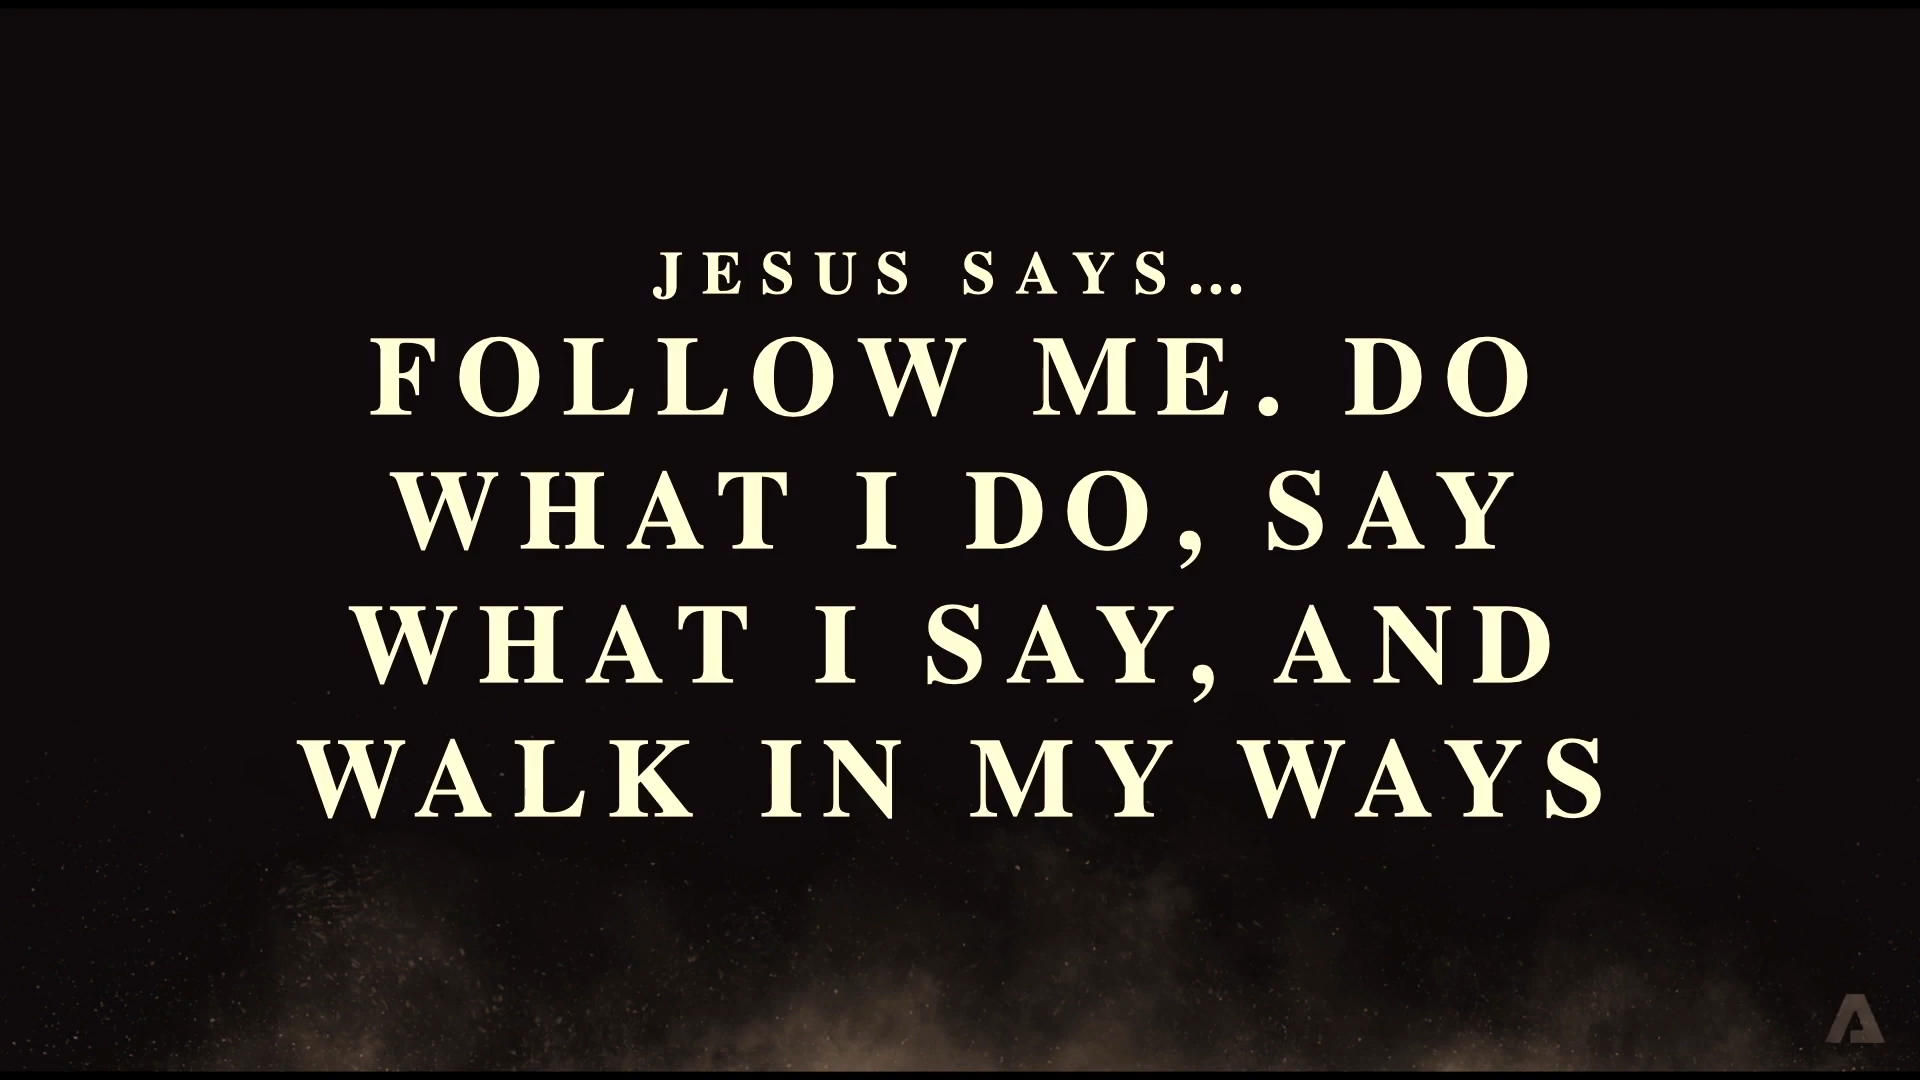 JESUS SAYS...
FOLLOW ME. DO
WHAT I DO, SAY
WHAT I SAY, AND
WALK IN MY WAYS